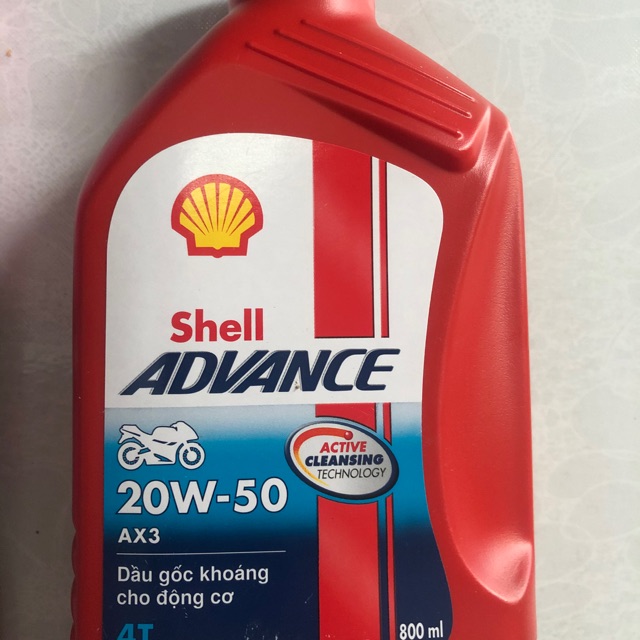 Shell
ADVANCE
ACTIVE
CLEANSING
TECHNOLOGY
20W-50
AX3
Dầu gốc khoáng
cho động cơ
4T
800 ml